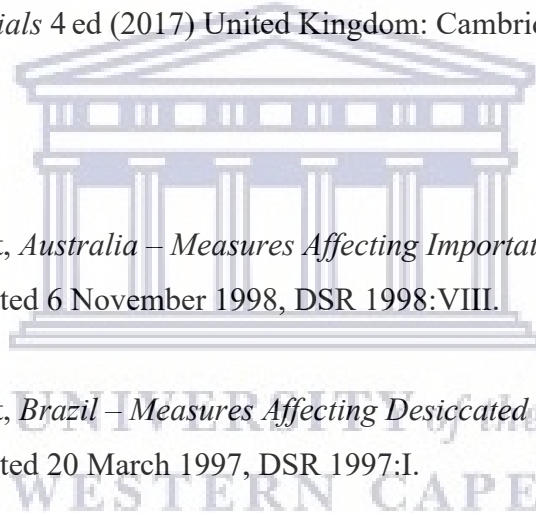 ials 4 ed (2017) United Kingdom: Cambri
t, Australia – Measures Affecting Importa
ted 6 November 1998, DSR 1998:VIII.
t, Brazil – Measures Affecting Desiccated
UNIVERSITY of the
ted 20 March 1997, DSR 1997:I.
WESTERN CAPE